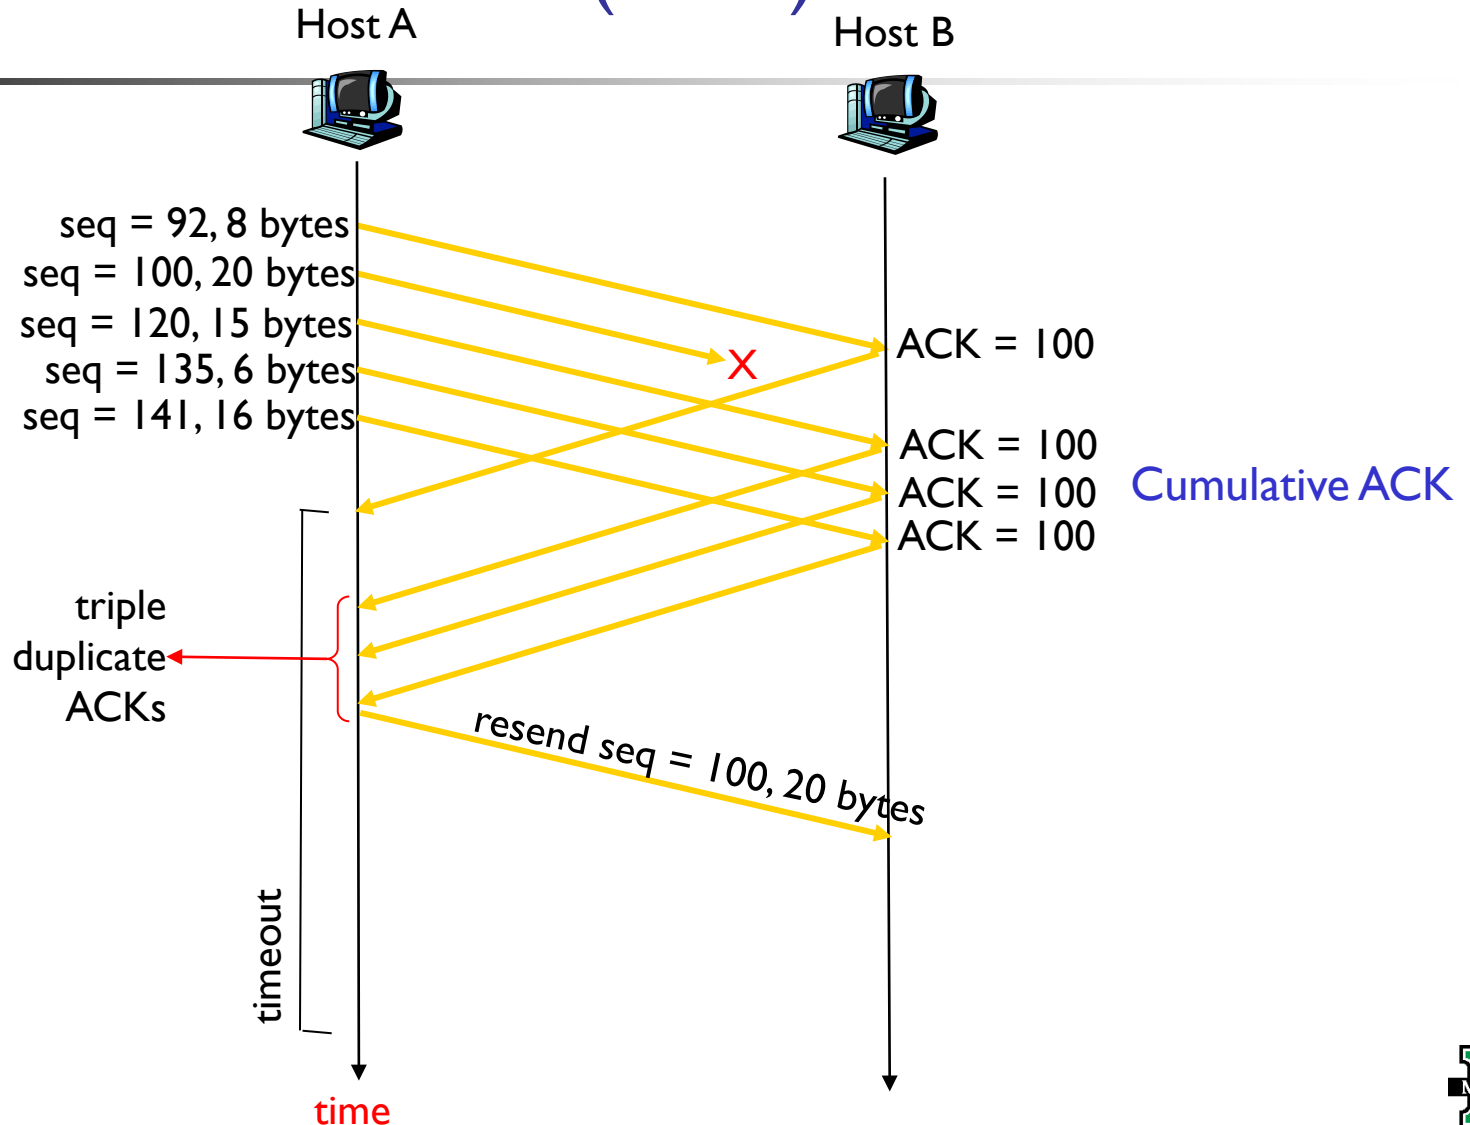 Host A
Host B
seq = 92, 8 bytes
seq = 100, 20 bytes
seq = 120, 15 bytes
seq = 135, 6 bytes
seq = 141, 16 bytes
X
ACK = 100
ACK = 100
ACK = 100
ACK = 100
Cumulative ACK
triple
duplicate
ACKs
resend seq = 100, 20 bytes
timeout
time